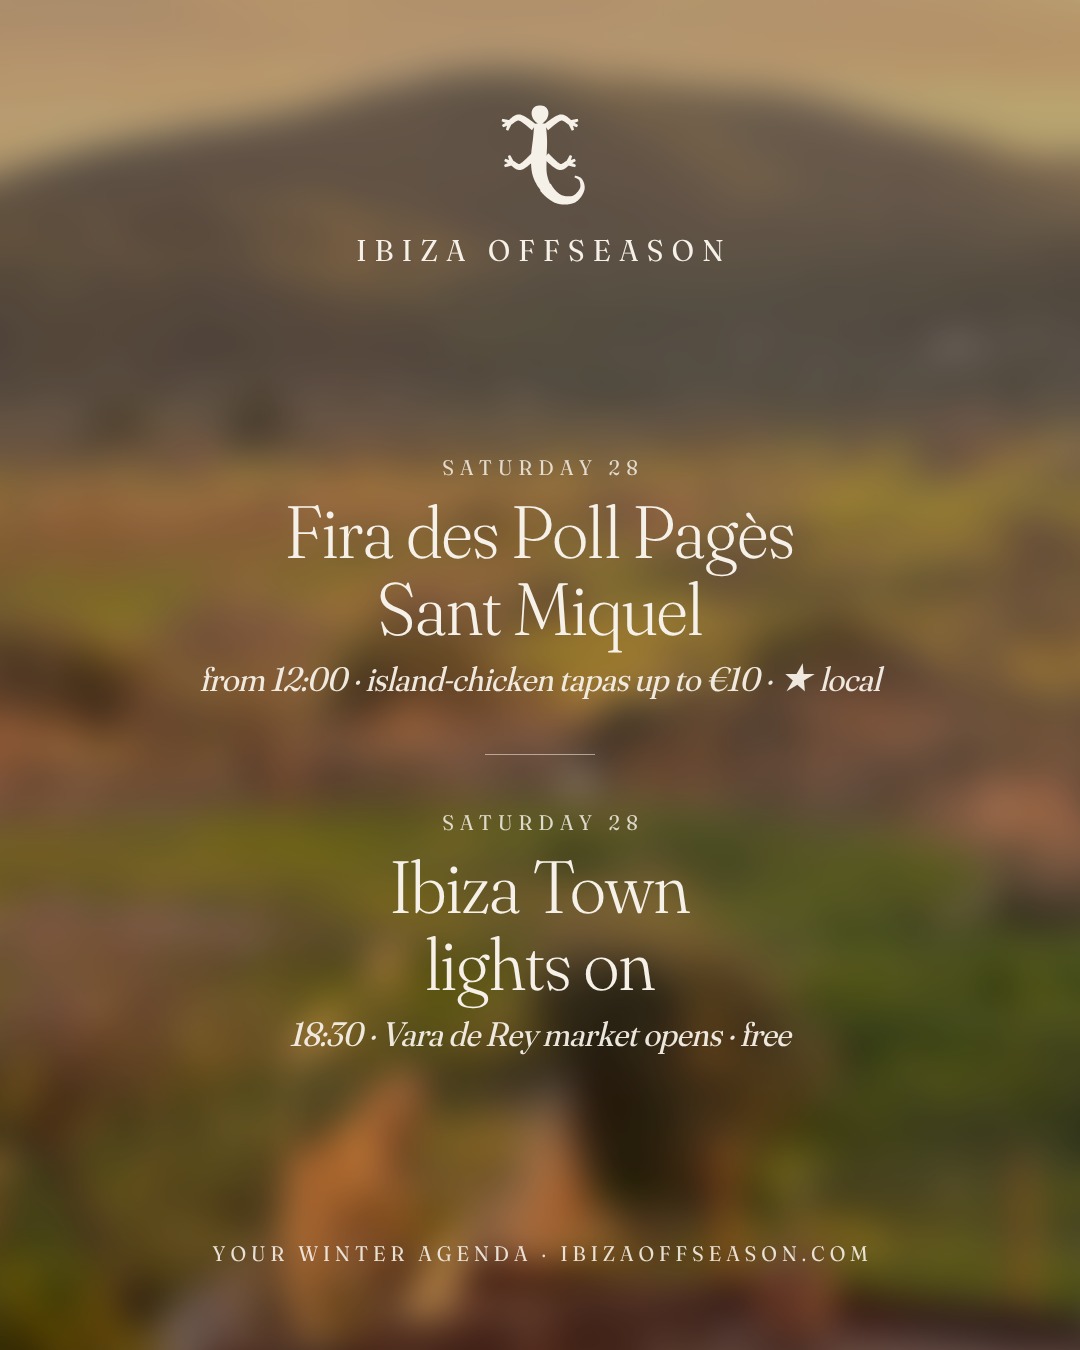 IBIZA OFFSEASON
SATURDAY 28
Fira des Poll Pagès
Sant Miquel
from 12:00 · island-chicken tapas up to €10 · ★ local
SATURDAY 28
Ibiza Town
lights on
18:30 · Vara de Rey market opens · free
YOUR WINTER AGENDA · IBIZAOFFSEASON.COM